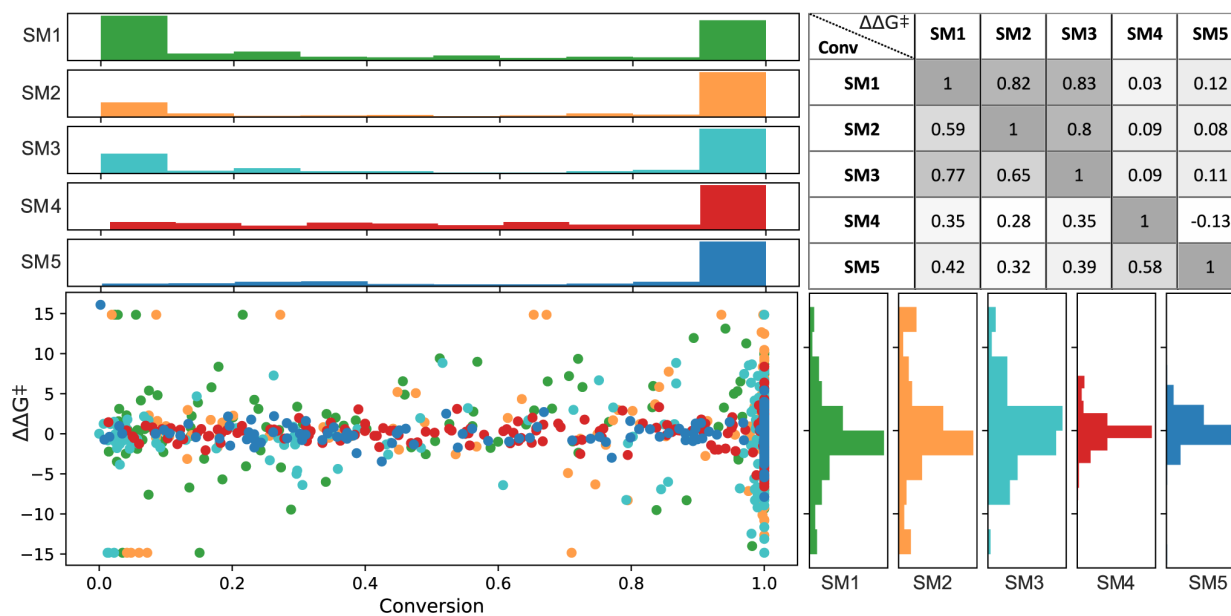 SM1
SM2
SM3
SM4
SM5
ΔΔG‡
Conv
SM1 SM2 SM3 SM4 SM5
SM1 1 0.82 0.83 0.03 0.12
SM2 0.59 1 0.8 0.09 0.08
SM3 0.77 0.65 1 0.09 0.11
SM4 0.35 0.28 0.35 1 -0.13
SM5 0.42 0.32 0.39 0.58 1
ΔΔG‡
15
10
5
0
−5
−10
−15
0.0 0.2 0.4 0.6 0.8 1.0
Conversion
SM1 SM2 SM3 SM4 SM5